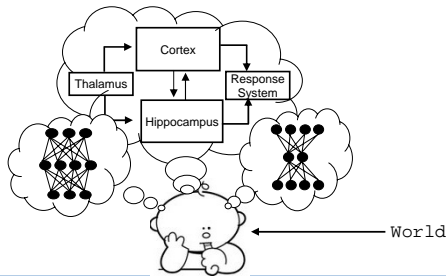 Cortex
Thalamus
Response
System
Hippocampus
World